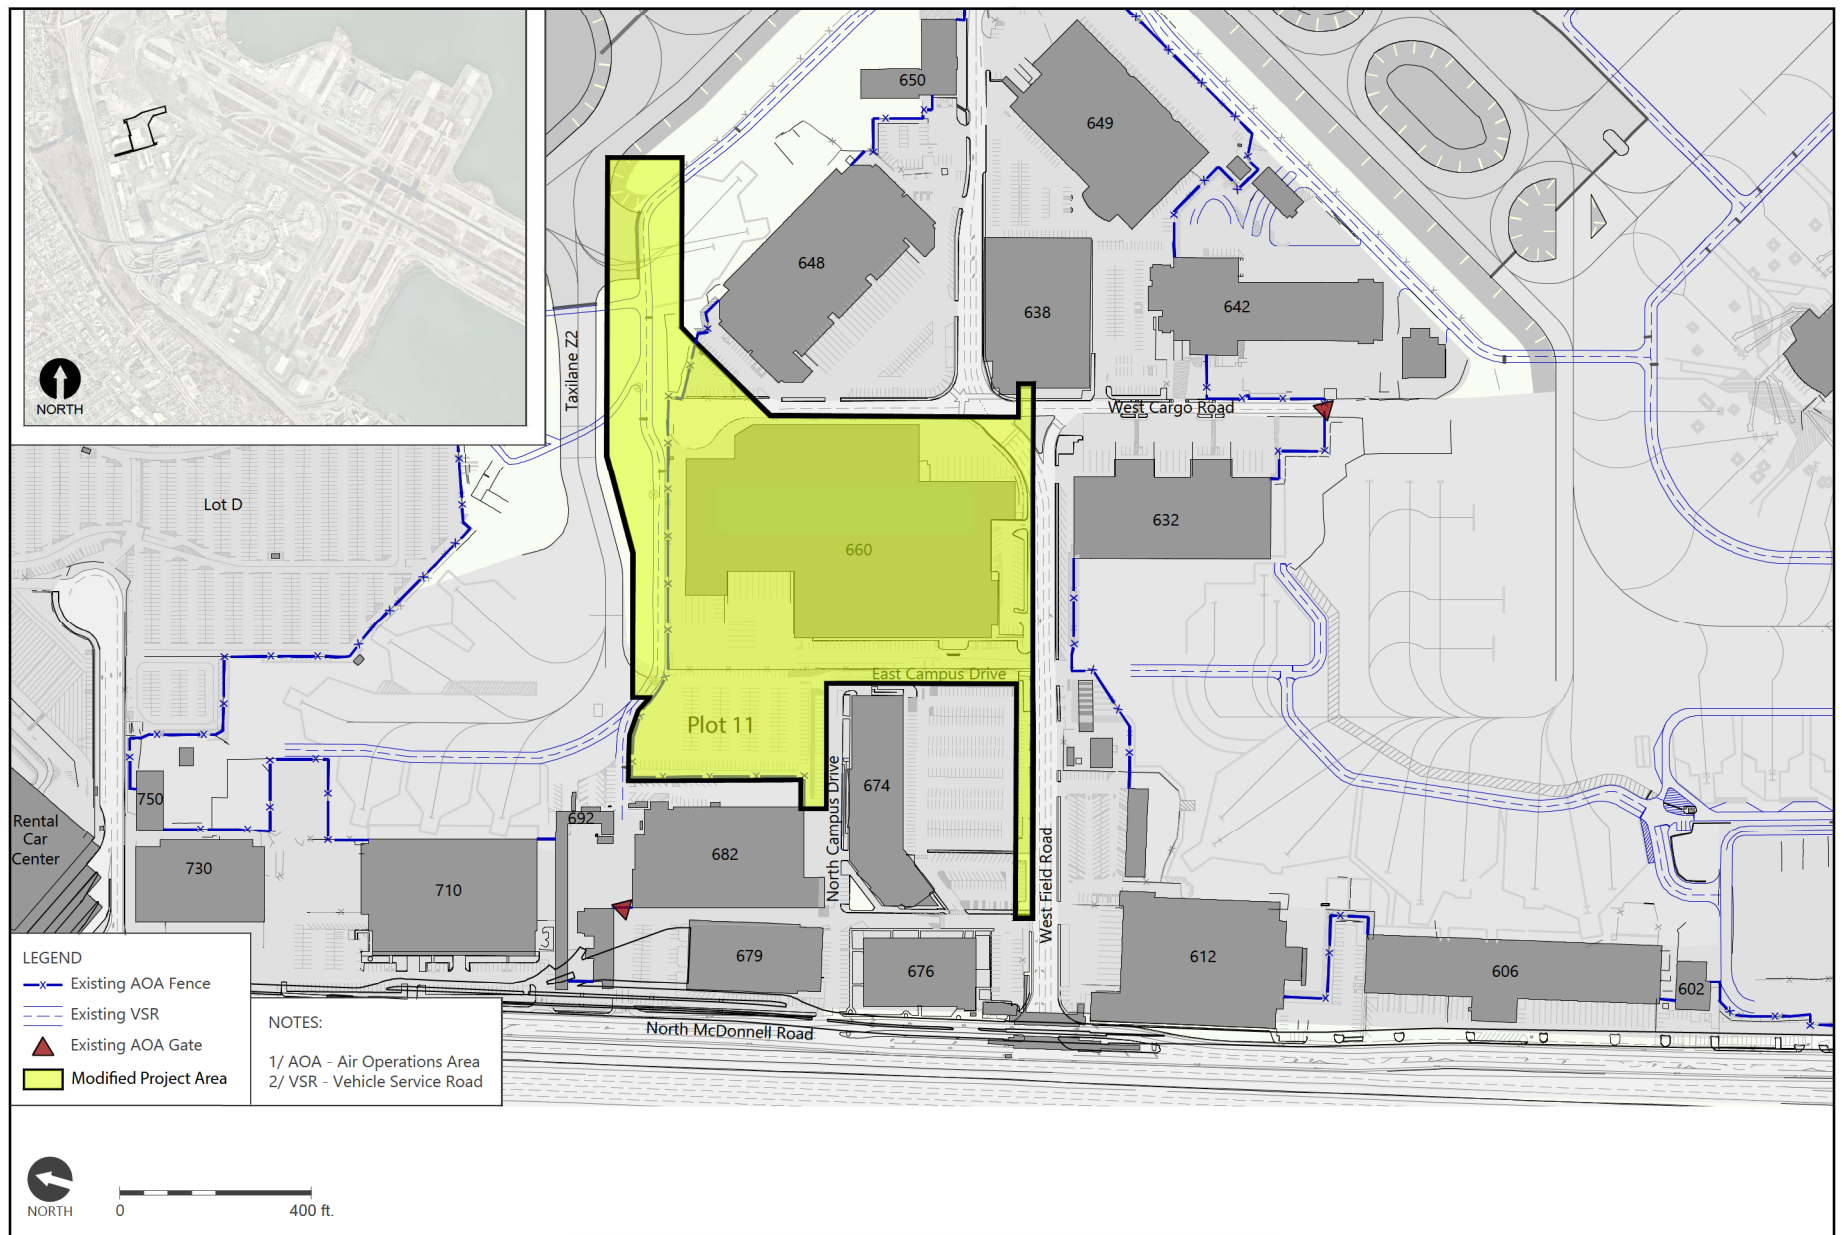 650
649
648
638
642
NORTH
Taxilane Z2
West Cargo Road
Lot D
632
660
East Campus Drive
Plot 11
North Campus Drive
674
750
692
Rental
Car
Center
682
730
710
West Field Road
679
676
612
606
602
North McDonnell Road
LEGEND
Existing AOA Fence
Existing VSR
Existing AOA Gate
Modified Project Area
NOTES:
1/ AOA - Air Operations Area
2/ VSR - Vehicle Service Road
NORTH
0 400 ft.